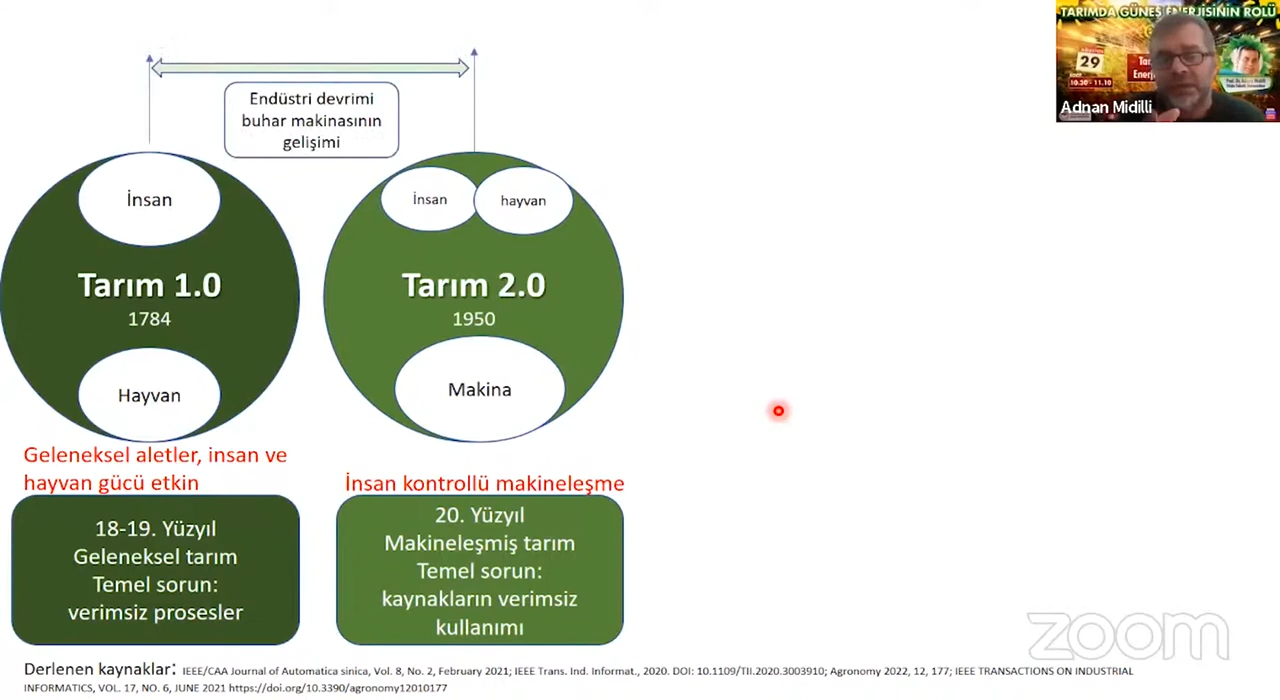 TARIMDA GÜNEŞ ENERJİSİNİN ROLÜ
29
10.30 - 11.10
Adnan Midilli
Endüstri devrimi
buhar makinasının
gelişimi
İnsan
Tarım 1.0
1784
Hayvan
İnsan
hayvan
Tarım 2.0
1950
Makina
Geleneksel aletler, insan ve
hayvan gücü etkin
İnsan kontrollü makineleşme
18-19. Yüzyıl
Geleneksel tarım
Temel sorun:
verimsiz prosesler
20. Yüzyıl
Makineleşmiş tarım
Temel sorun:
kaynakların verimsiz
kullanımı
zoom
Derlenen kaynaklar: IEEE/CAA Journal of Automatica sinica, Vol. 8, No. 2, February 2021; IEEE Trans. Ind. Informat., 2020. DOI: 10.1109/TII.2020.3003910; Agronomy 2022, 12, 177; IEEE TRANSACTIONS ON INDUSTRIAL
INFORMATICS, VOL. 17, NO. 6, JUNE 2021 https://doi.org/10.3390/agronomy12010177